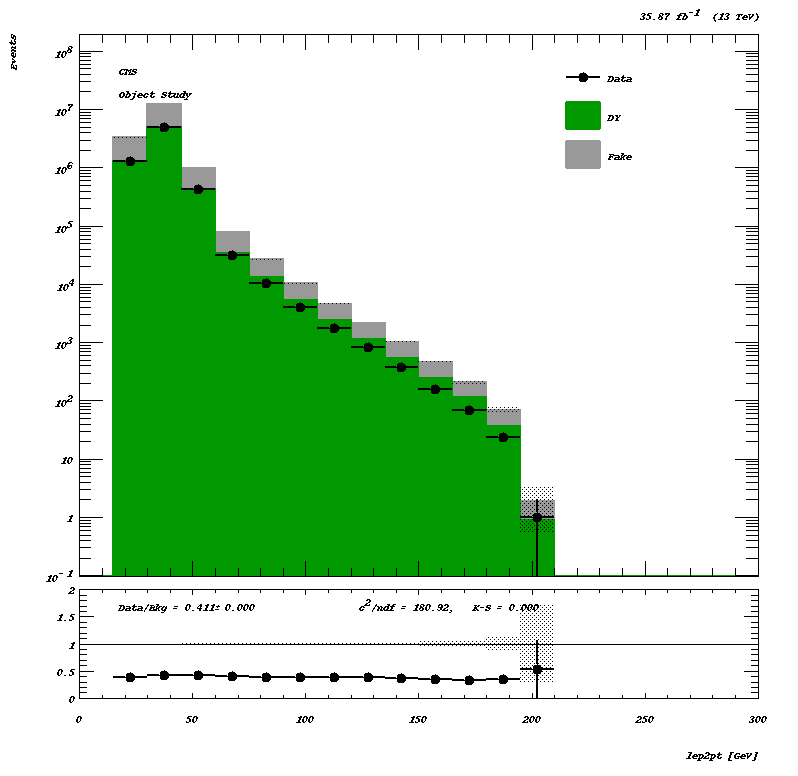 35.87 fb-1 (13 TeV)
Events
10^8
CMS
Data
Object Study
10^7
DY
Fake
10^6
10^5
10^4
10^3
10^2
10
1
10^-1
2
Data/Bkg = 0.411± 0.000
c^2/ndf = 180.92, K-S = 0.000
1.5
1
0.5
0
0 50 100 150 200 250 300
lep2pt [GeV]